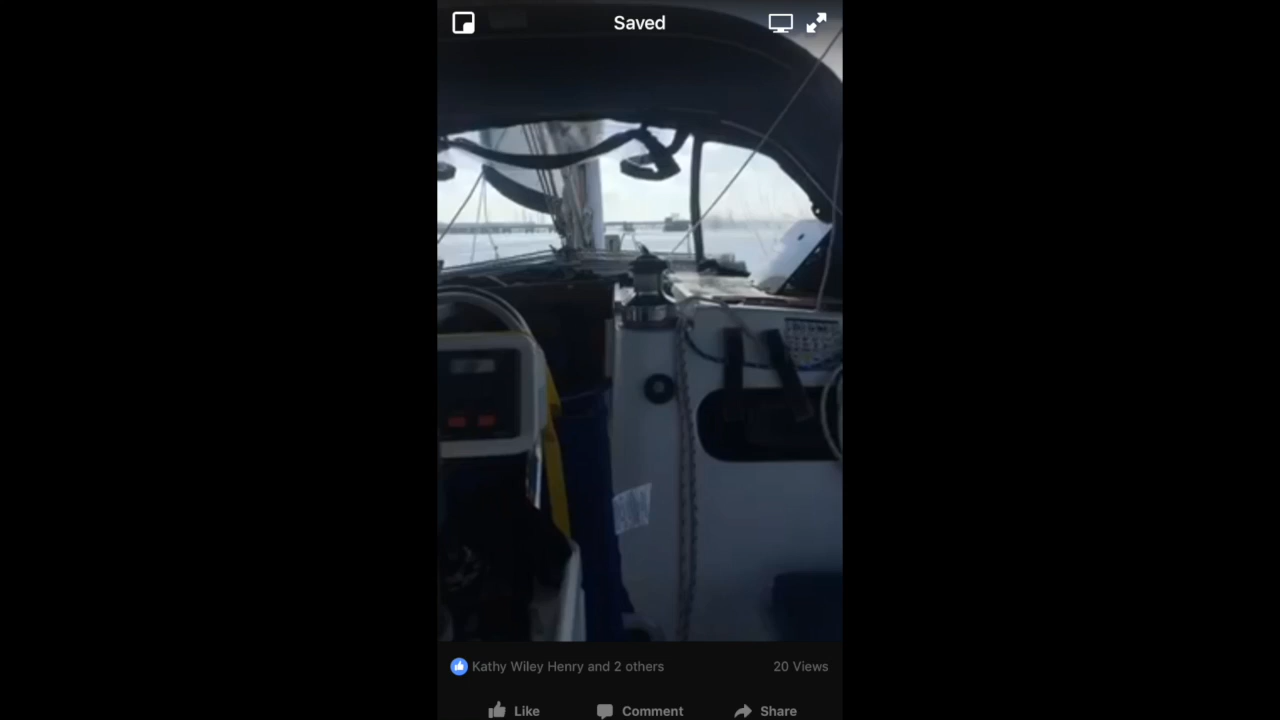 Saved
Kathy Wiley Henry and 2 others
20 Views
Like
Comment
Share